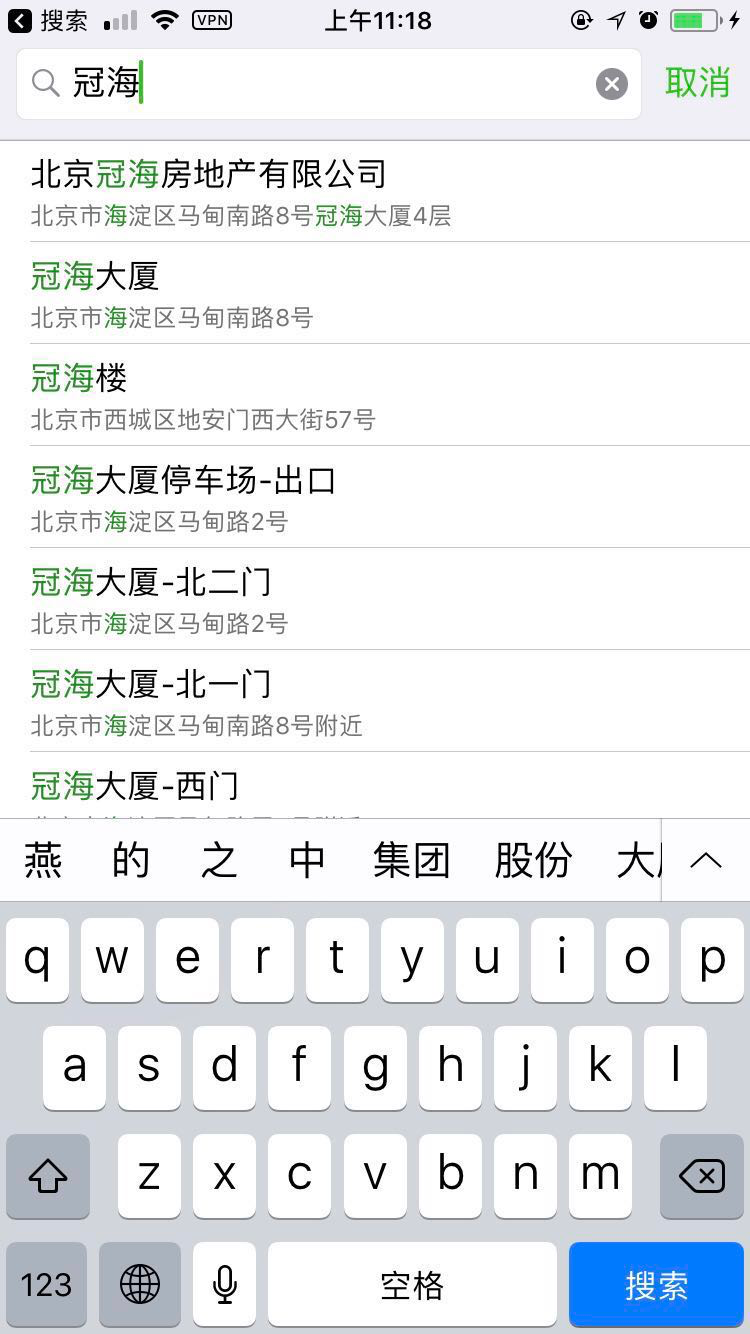 搜索 VPN 上午11:18
冠海 取消
北京冠海房地产有限公司
北京市海淀区马甸南路8号冠海大厦4层
冠海大厦
北京市海淀区马甸南路8号
冠海楼
北京市西城区地安门西大街57号
冠海大厦停车场-出口
北京市海淀区马甸路2号
冠海大厦-北二门
北京市海淀区马甸路2号
冠海大厦-北一门
北京市海淀区马甸南路8号附近
冠海大厦-西门
燕 的 之 中 集团 股份 大
q w e r t y u i o p
a s d f g h j k l
z x c v b n m
123 空格 搜索